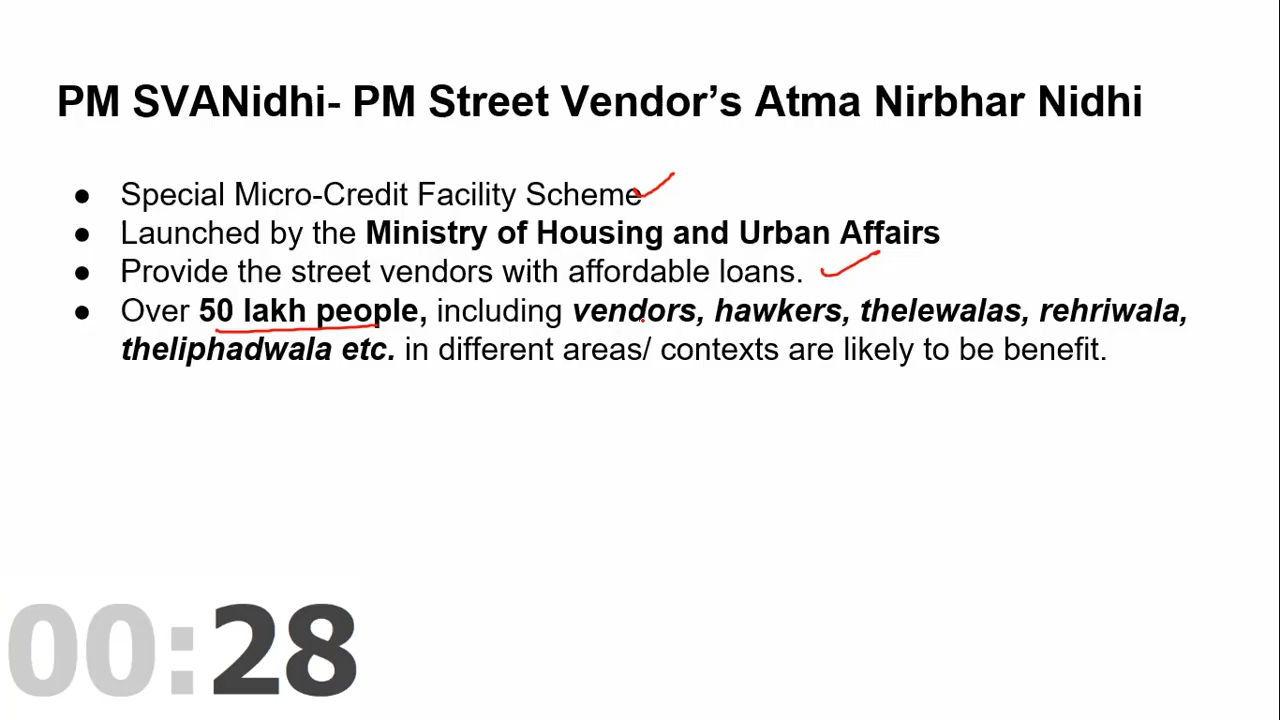 PM SVANidhi- PM Street Vendor’s Atma Nirbhar Nidhi
● Special Micro-Credit Facility Scheme
● Launched by the Ministry of Housing and Urban Affairs
● Provide the street vendors with affordable loans.
● Over 50 lakh people, including vendors, hawkers, thelewalas, rehriwala,
theliphadwala etc. in different areas/ contexts are likely to be benefit.
00:28